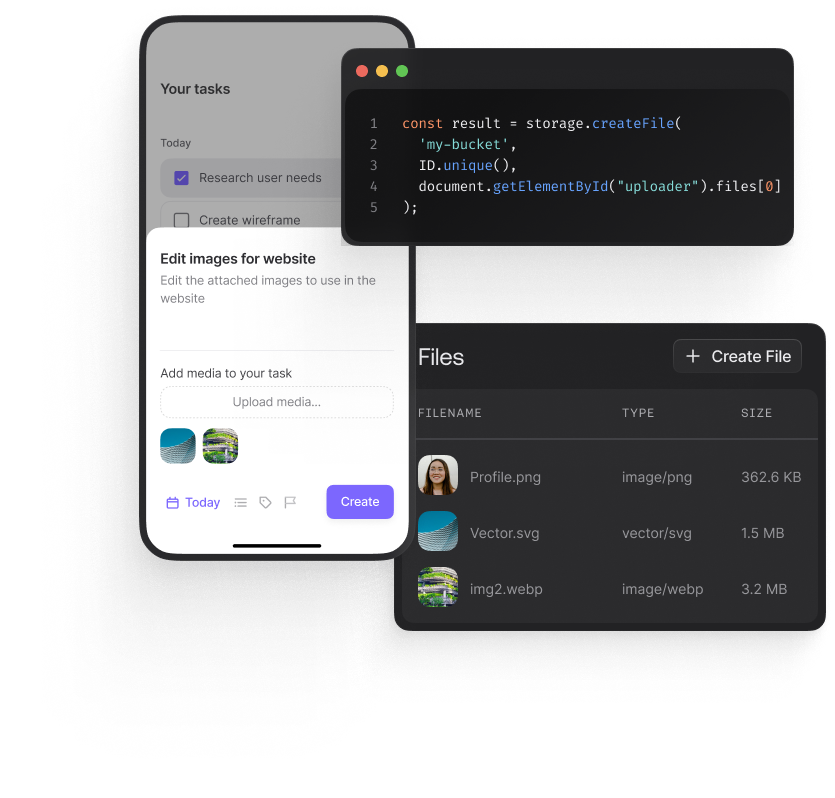 Your tasks
Today
Research user needs
Create wireframe
Edit images for website
Edit the attached images to use in the
website
Add media to your task
Upload media...
Today
Create
1 const result = storage.createFile(
2 'my-bucket',
3 ID.unique(),
4 document.getElementById("uploader").files[0]
5 );
Files
+ Create File
FILENAME TYPE SIZE
Profile.png image/png 362.6 KB
Vector.svg vector/svg 1.5 MB
img2.webp image/webp 3.2 MB